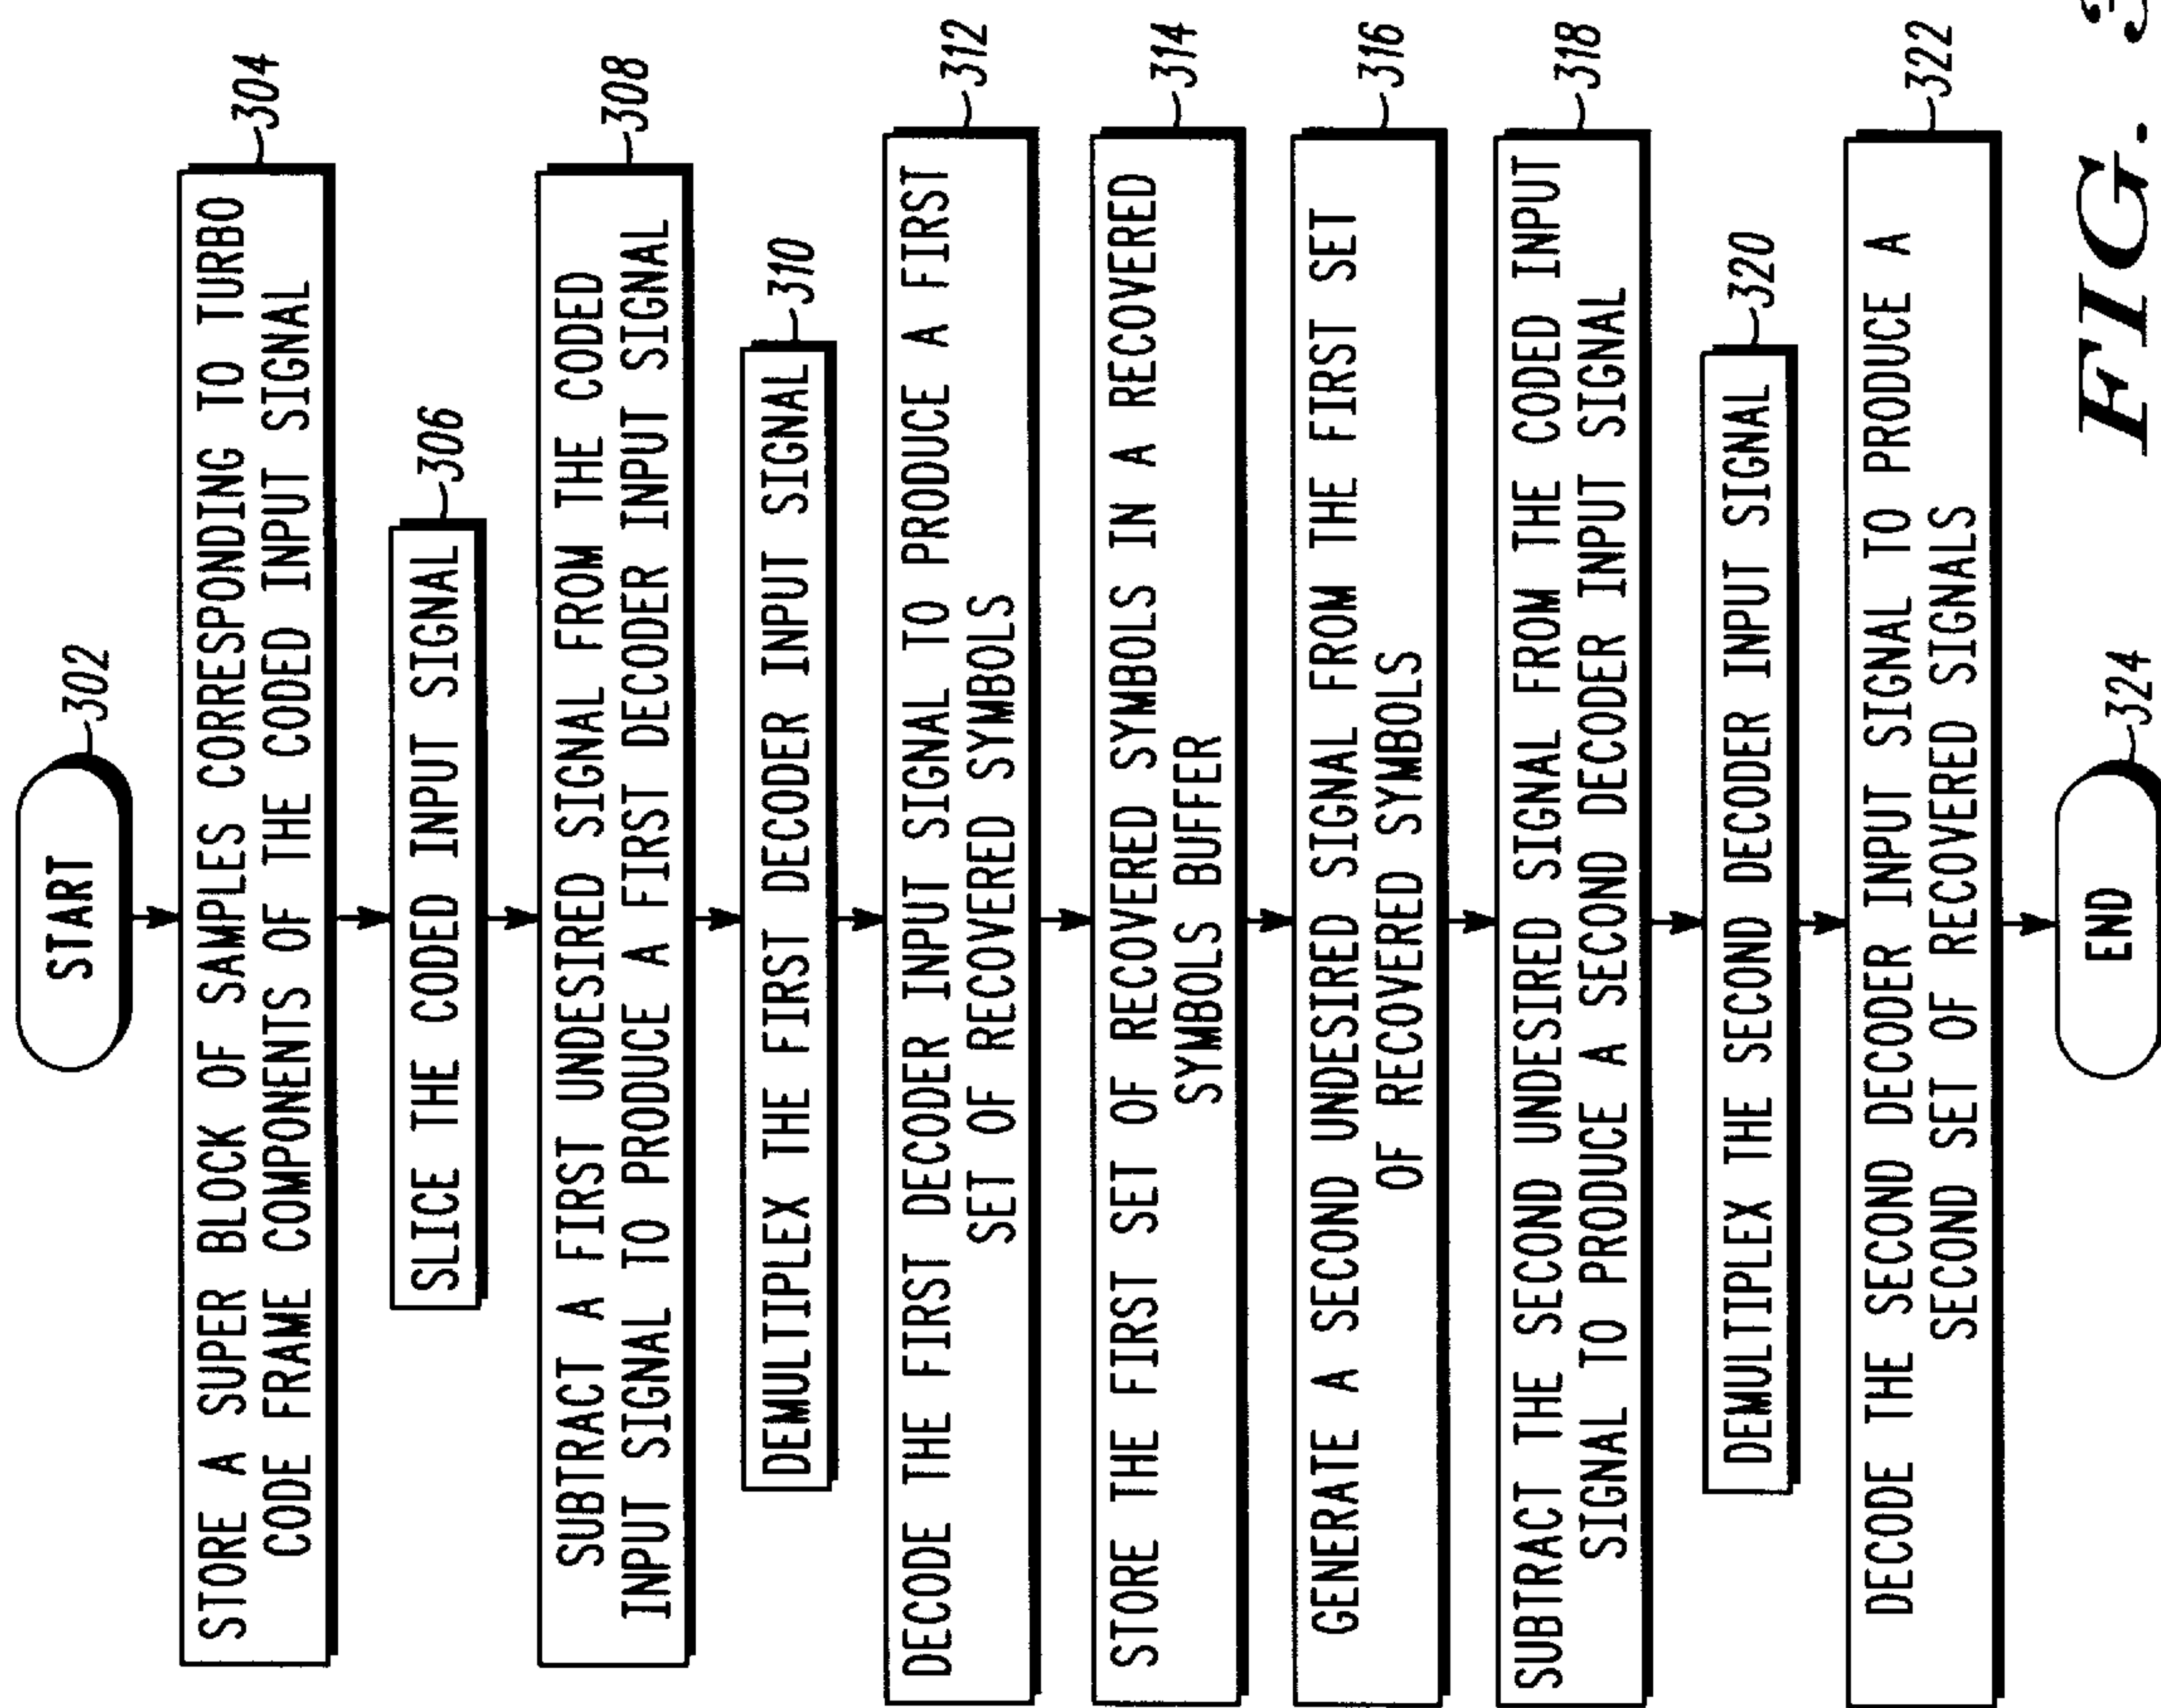 START
302
STORE A SUPER BLOCK OF SAMPLES CORRESPONDING TO TURBO
CODE FRAME COMPONENTS OF THE CODED INPUT SIGNAL
304
SLICE THE CODED INPUT SIGNAL
306
SUBTRACT A FIRST UNDESIRED SIGNAL FROM THE CODED
INPUT SIGNAL TO PRODUCE A FIRST DECODER INPUT SIGNAL
308
DEMULTIPLEX THE FIRST DECODER INPUT SIGNAL
310
DECODE THE FIRST DECODER INPUT SIGNAL TO PRODUCE A FIRST
SET OF RECOVERED SYMBOLS
312
STORE THE FIRST SET OF RECOVERED SYMBOLS IN A RECOVERED
SYMBOLS BUFFER
314
GENERATE A SECOND UNDESIRED SIGNAL FROM THE FIRST SET
OF RECOVERED SYMBOLS
316
SUBTRACT THE SECOND UNDESIRED SIGNAL FROM THE CODED INPUT
SIGNAL TO PRODUCE A SECOND DECODER INPUT SIGNAL
318
DEMULTIPLEX THE SECOND DECODER INPUT SIGNAL
320
DECODE THE SECOND DECODER INPUT SIGNAL TO PRODUCE A
SECOND SET OF RECOVERED SIGNALS
322
END
324
FIG. 3